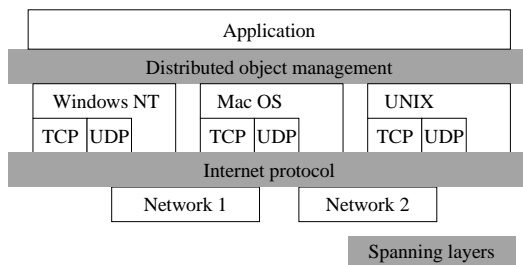 Application
Distributed object management
Windows NT Mac OS UNIX
TCP UDP TCP UDP TCP UDP
Internet protocol
Network 1 Network 2
Spanning layers